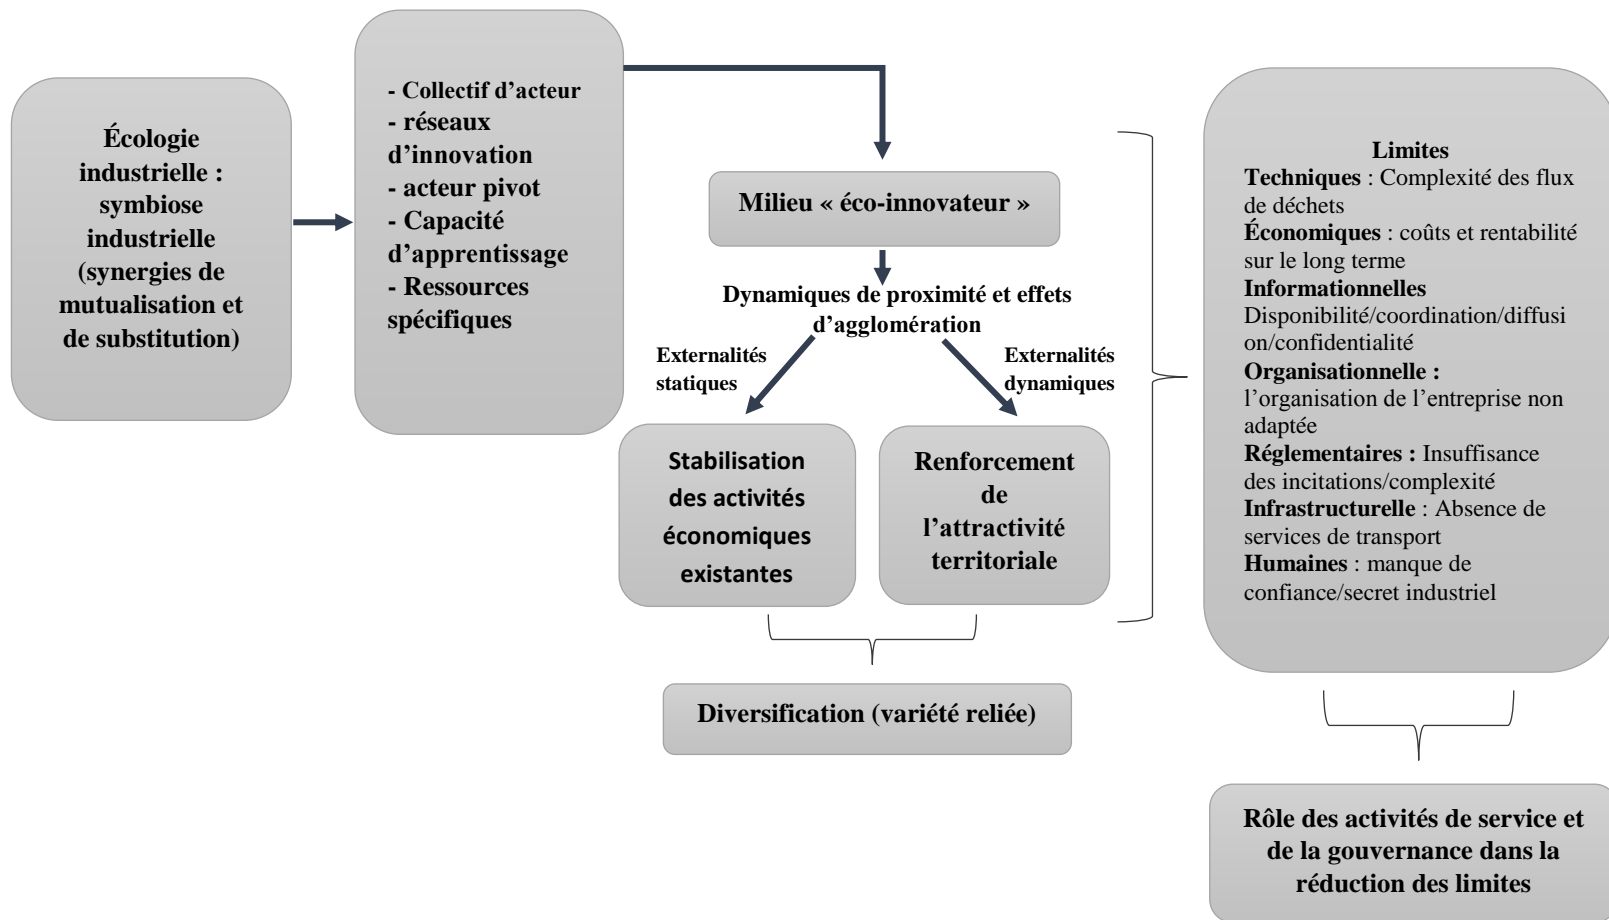 Écologie
industrielle :
symbiose
industrielle
(synergies de
mutualisation et
de substitution)
- Collectif d’acteur
- réseaux
d’innovation
- acteur pivot
- Capacité
d’apprentissage
- Ressources
spécifiques
Milieu « éco-innovateur »
Dynamiques de proximité et effets
d’agglomération
Externalités
statiques
Externalités
dynamiques
Stabilisation
des activités
économiques
existantes
Renforcement
de
l’attractivité
territoriale
Diversification (variété reliée)
Limites
Techniques : Complexité des flux
de déchets
Économiques : coûts et rentabilité
sur le long terme
Informationnelles
Disponibilité/coordination/diffusi
on/confidentialité
Organisationnelle :
l’organisation de l’entreprise non
adaptée
Réglementaires : Insuffisance
des incitations/complexité
Infrastructurelle : Absence de
services de transport
Humaines : manque de
confiance/secret industriel
Rôle des activités de service et
de la gouvernance dans la
réduction des limites